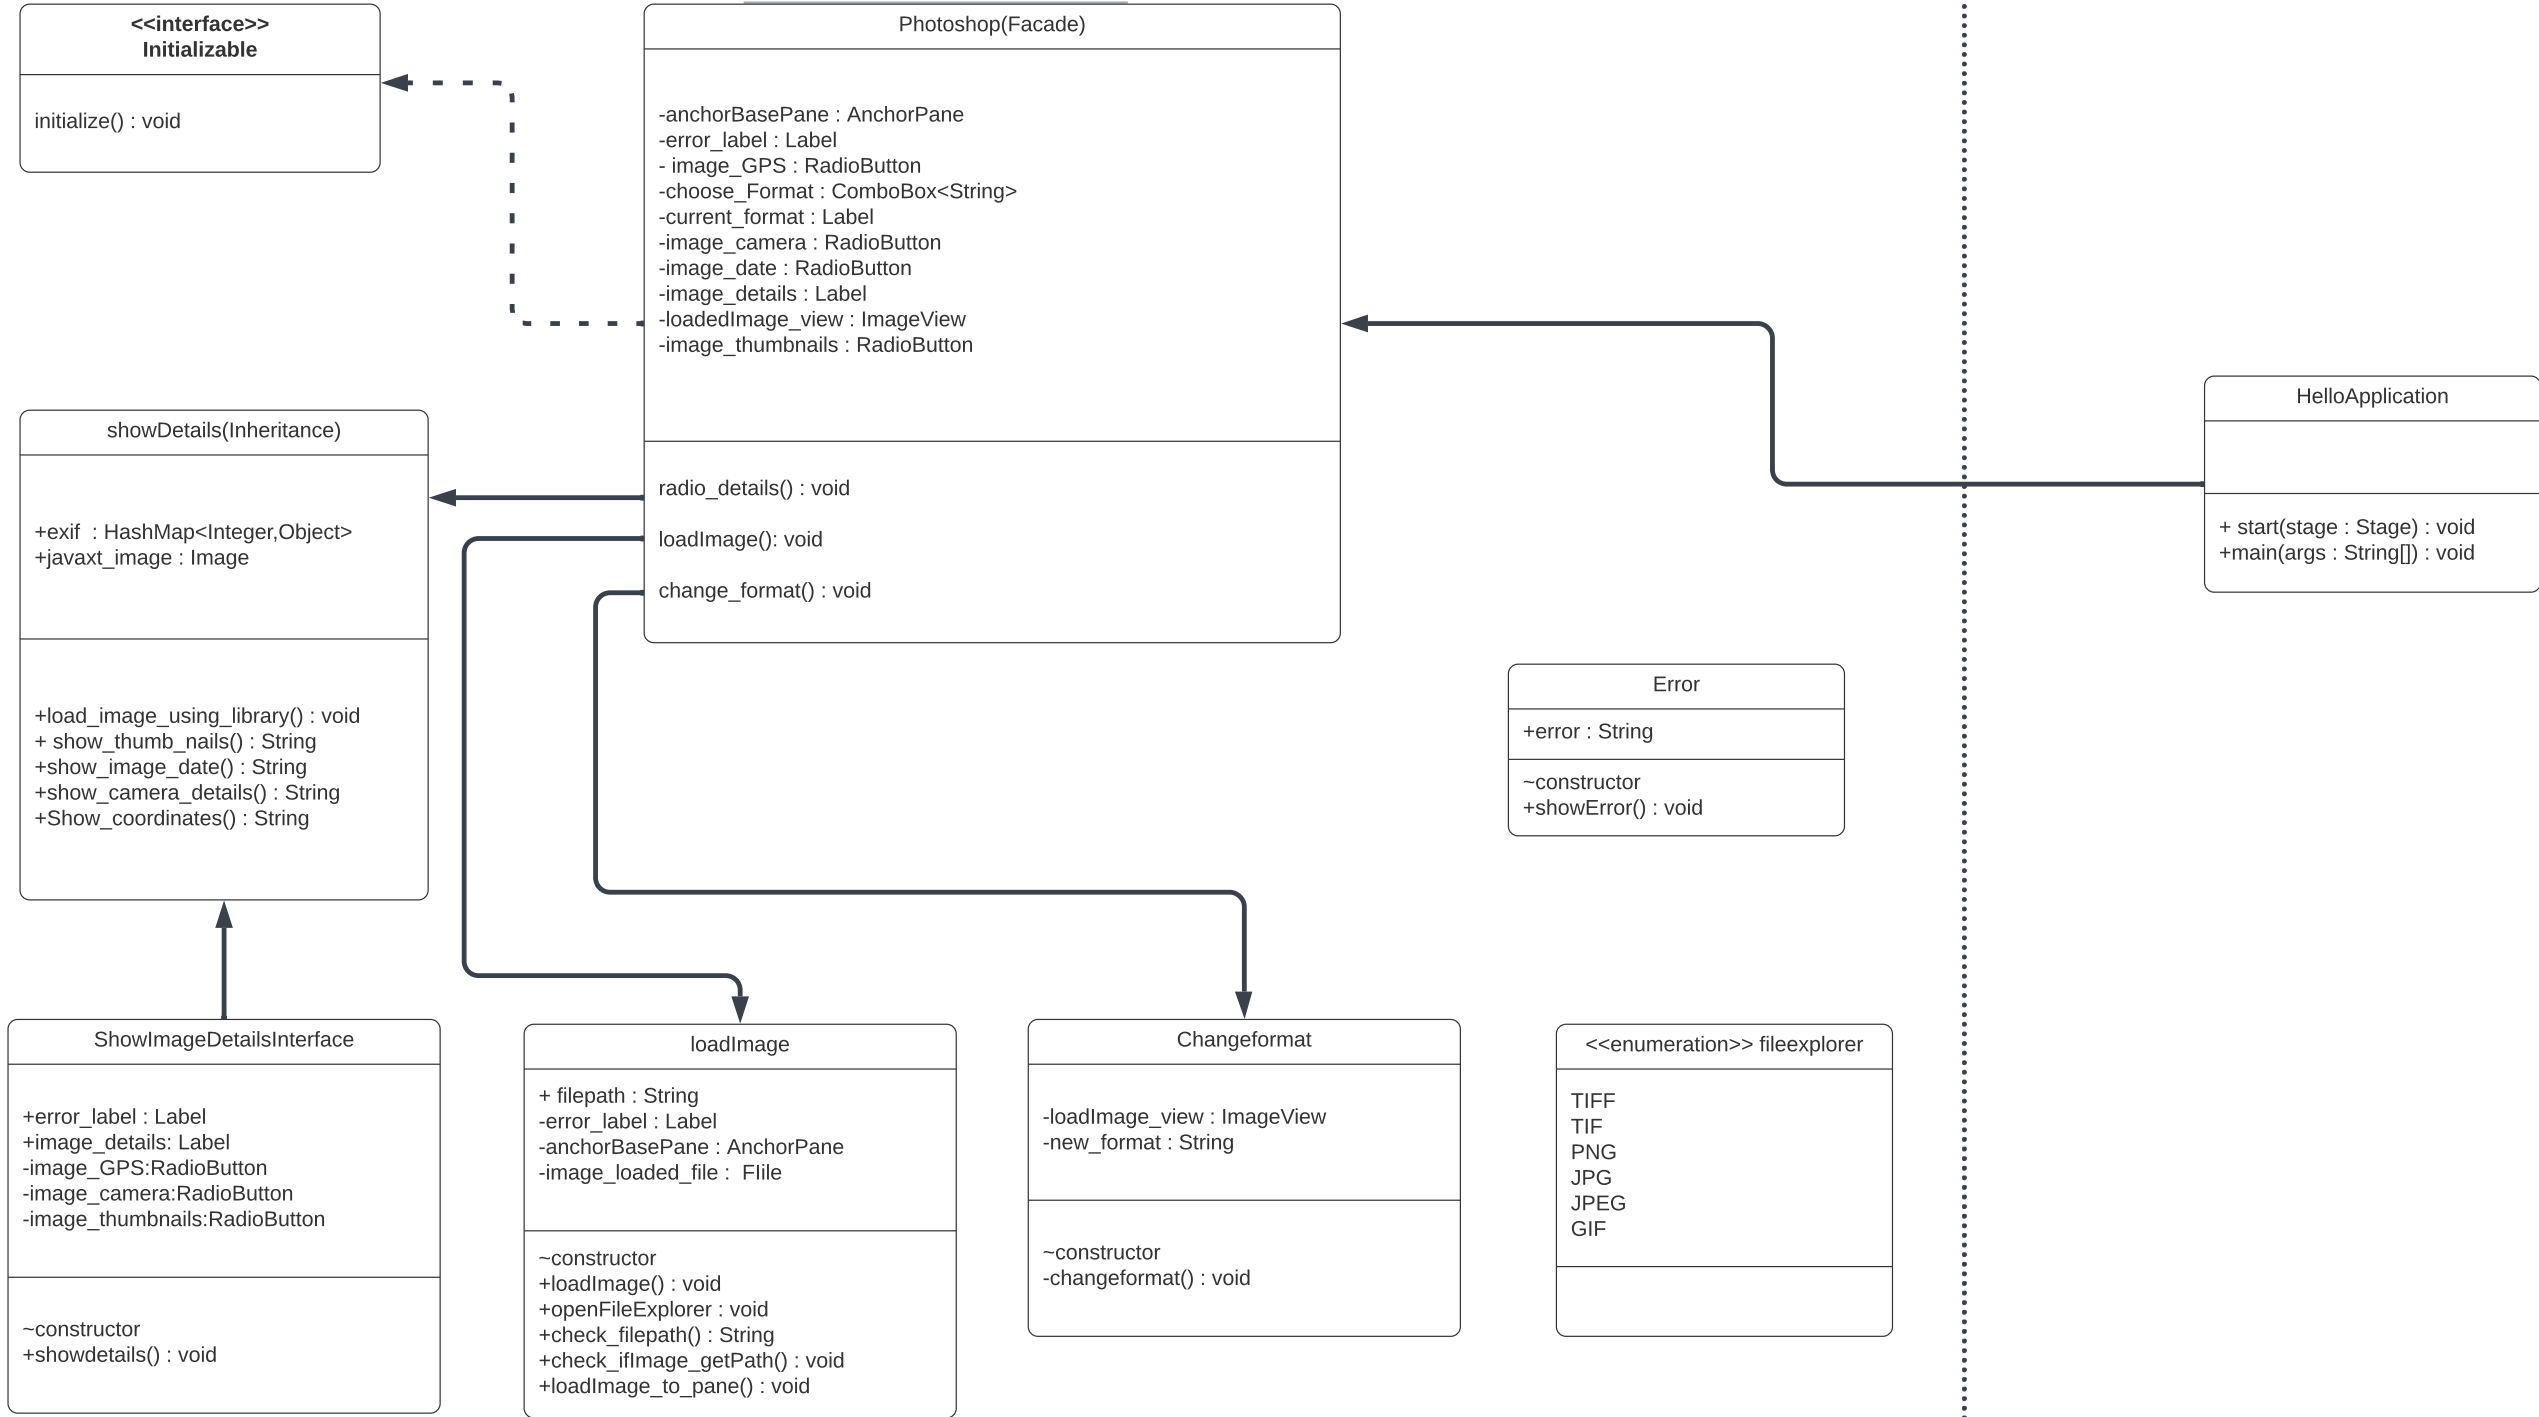 <<interface>>
Initializable
initialize() : void
Photoshop(Facade)
-anchorBasePane : AnchorPane
-error_label : Label
- image_GPS : RadioButton
-choose_Format : ComboBox<String>
-current_format : Label
-image_camera : RadioButton
-image_date : RadioButton
-image_details : Label
-loadedImage_view : ImageView
-image_thumbnails : RadioButton
radio_details() : void
loadImage(): void
change_format() : void
HelloApplication
+ start(stage : Stage) : void
+main(args : String[]) : void
showDetails(Inheritance)
+exif  : HashMap<Integer,Object>
+javaxt_image : Image
+load_image_using_library() : void
+ show_thumb_nails() : String
+show_image_date() : String
+show_camera_details() : String
+Show_coordinates() : String
Error
+error : String
~constructor
+showError() : void
ShowImageDetailsInterface
+error_label : Label
+image_details: Label
-image_GPS:RadioButton
-image_camera:RadioButton
-image_thumbnails:RadioButton
~constructor
+showdetails() : void
loadImage
+ filepath : String
-error_label : Label
-anchorBasePane : AnchorPane
-image_loaded_file :  FIile
~constructor
+loadImage() : void
+openFileExplorer : void
+check_filepath() : String
+check_ifImage_getPath() : void
+loadImage_to_pane() : void
Changeformat
-loadImage_view : ImageView
-new_format : String
~constructor
-changeformat() : void
<<enumeration>> fileexplorer
TIFF
TIF
PNG
JPG
JPEG
GIF